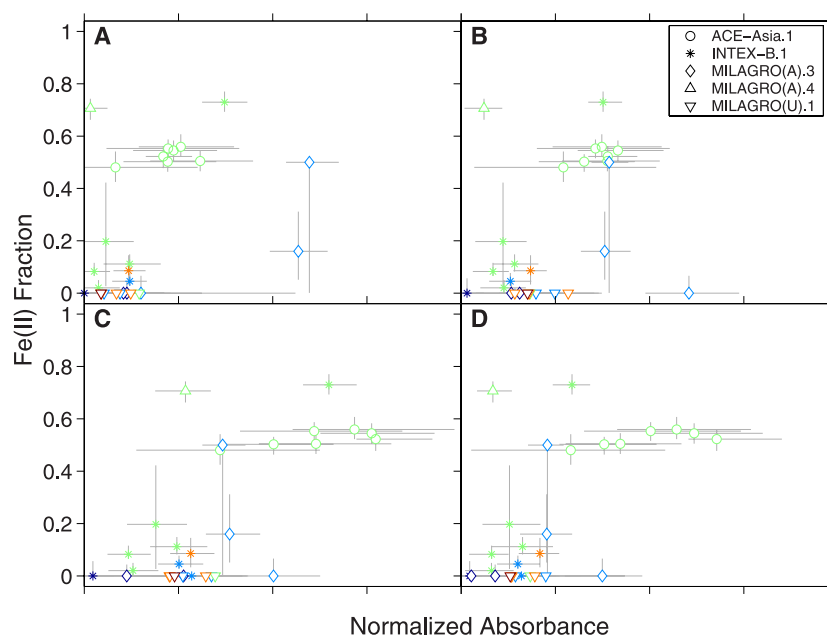 A
B
ACE−Asia.1
INTEX−B.1
MILAGRO(A).3
MILAGRO(A).4
MILAGRO(U).1
1
0.8
0.6
0.4
0.2
0
C
D
1
0.8
0.6
0.4
0.2
0
Fe(II) Fraction
Normalized Absorbance